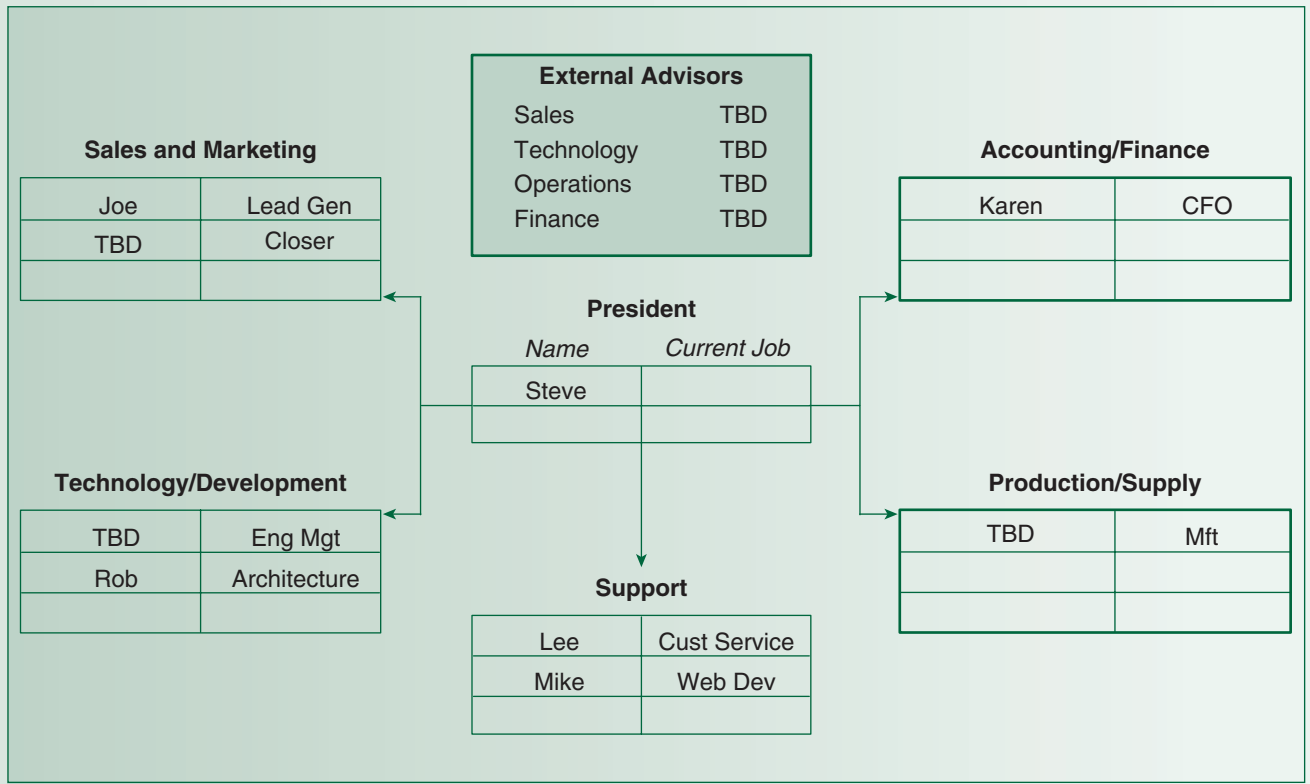 External Advisors
Sales TBD
Technology TBD
Operations TBD
Finance TBD
Sales and Marketing
Joe Lead Gen
TBD Closer
Accounting/Finance
Karen CFO
President
Name Current Job
Steve
Technology/Development
TBD Eng Mgt
Rob Architecture
Production/Supply
TBD Mft
Support
Lee Cust Service
Mike Web Dev